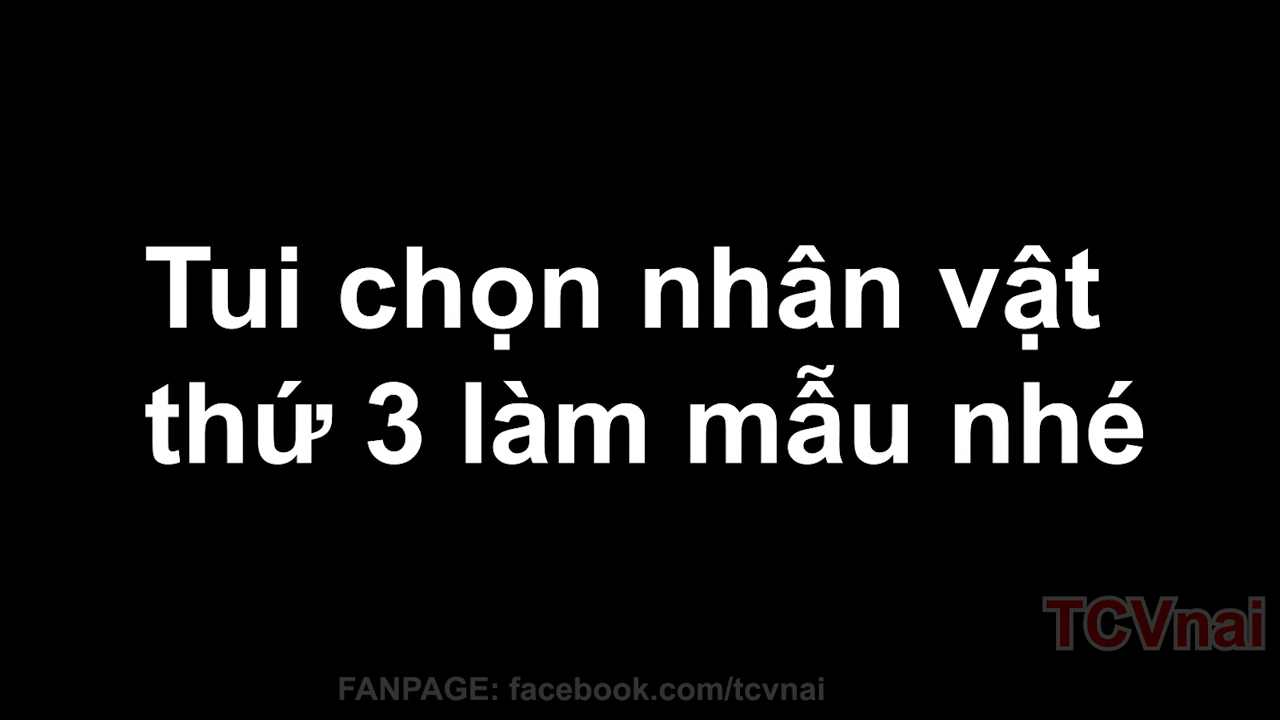 Tui chọn nhân vật
thứ 3 làm mẫu nhé
TCVnai
FANPAGE: facebook.com/tcvnai